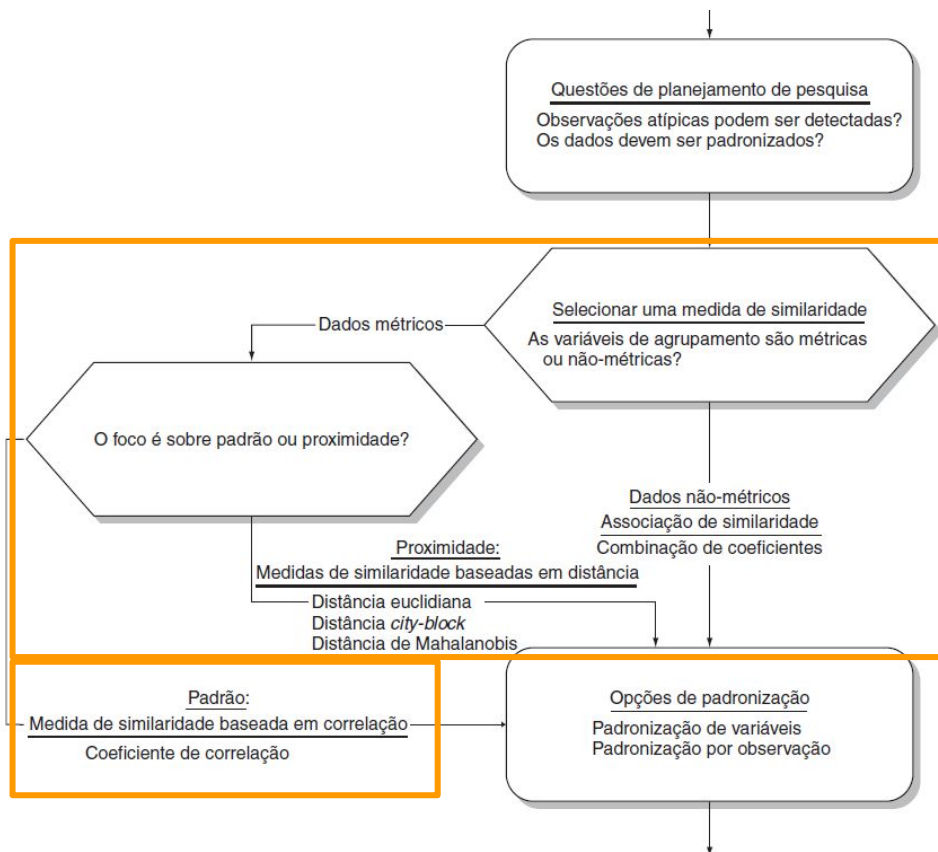 Questões de planejamento de pesquisa
Observações atípicas podem ser detectadas?
Os dados devem ser padronizados?
Selecionar uma medida de similaridade
As variáveis de agrupamento são métricas
ou não-métricas?
Dados métricos
O foco é sobre padrão ou proximidade?
Dados não-métricos
Associação de similaridade
Combinação de coeficientes
Proximidade:
Medidas de similaridade baseadas em distância
Distância euclidiana
Distância city-block
Distância de Mahalanobis
Padrão:
Medida de similaridade baseada em correlação
Coeficiente de correlação
Opções de padronização
Padronização de variáveis
Padronização por observação